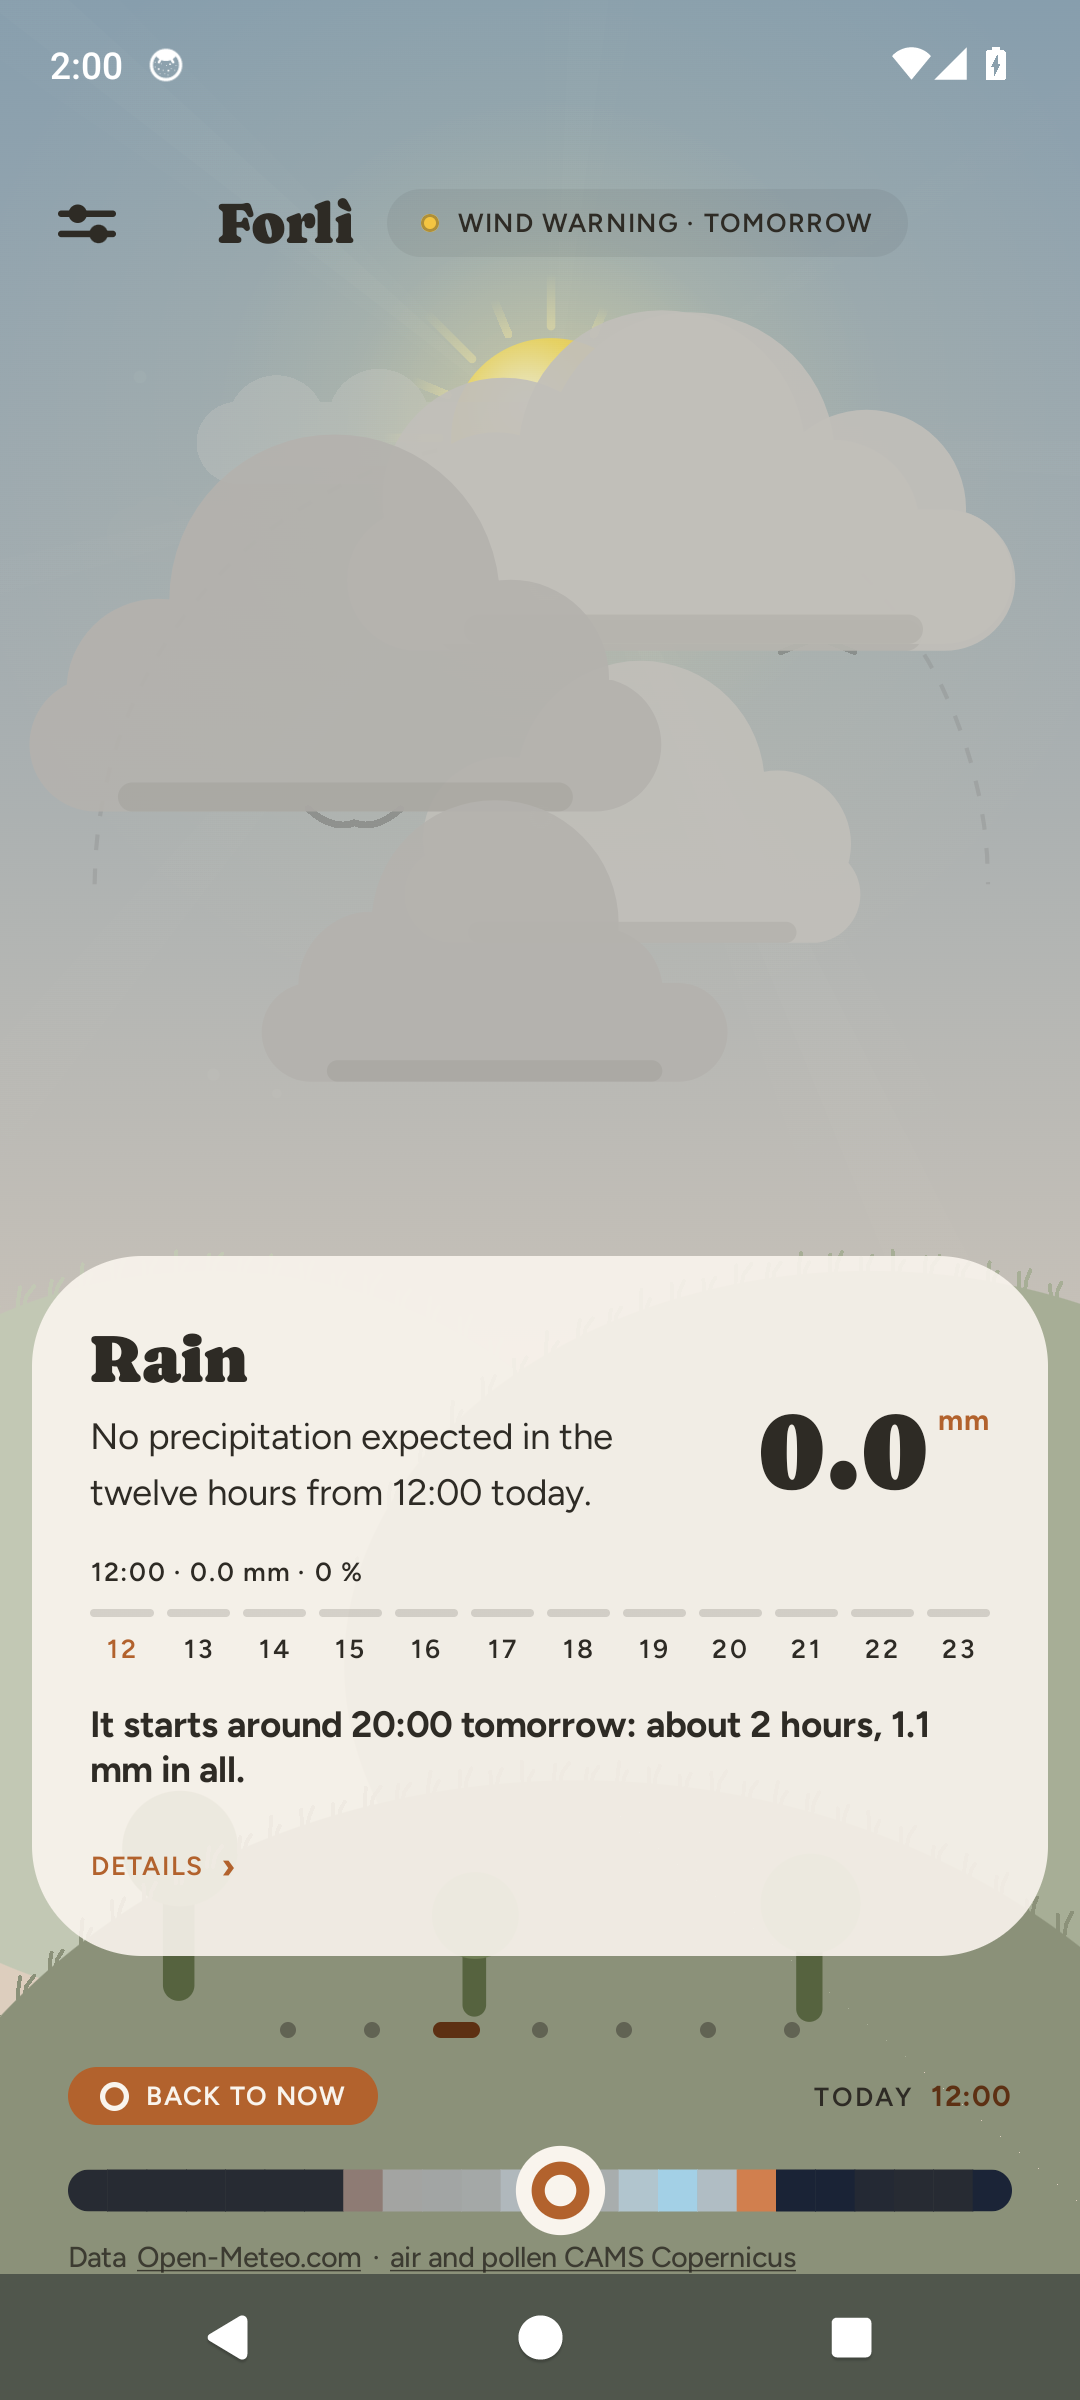 2:00
Forlì
WIND WARNING · TOMORROW
Rain
No precipitation expected in the
twelve hours from 12:00 today.
0.0 mm
12:00 · 0.0 mm · 0 %
12 13 14 15 16 17 18 19 20 21 22 23
It starts around 20:00 tomorrow: about 2 hours, 1.1
mm in all.
DETAILS ›
BACK TO NOW
TODAY 12:00
Data Open-Meteo.com · air and pollen CAMS Copernicus